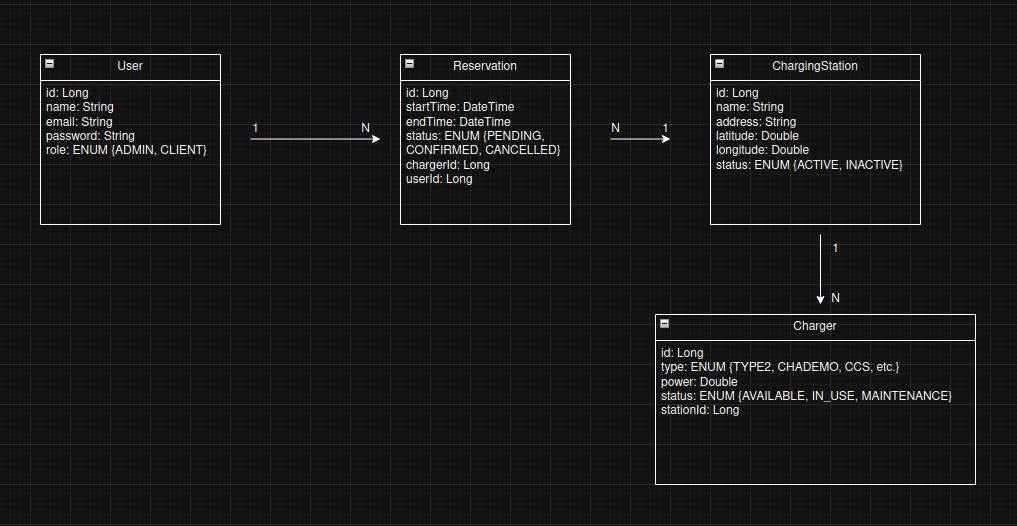 User
id: Long
name: String
email: String
password: String
role: ENUM {ADMIN, CLIENT}
1
N
Reservation
id: Long
startTime: DateTime
endTime: DateTime
status: ENUM {PENDING,
CONFIRMED, CANCELLED}
chargerId: Long
userId: Long
N
1
ChargingStation
id: Long
name: String
address: String
latitude: Double
longitude: Double
status: ENUM {ACTIVE, INACTIVE}
1
N
Charger
id: Long
type: ENUM {TYPE2, CHADEMO, CCS, etc.}
power: Double
status: ENUM {AVAILABLE, IN_USE, MAINTENANCE}
stationId: Long